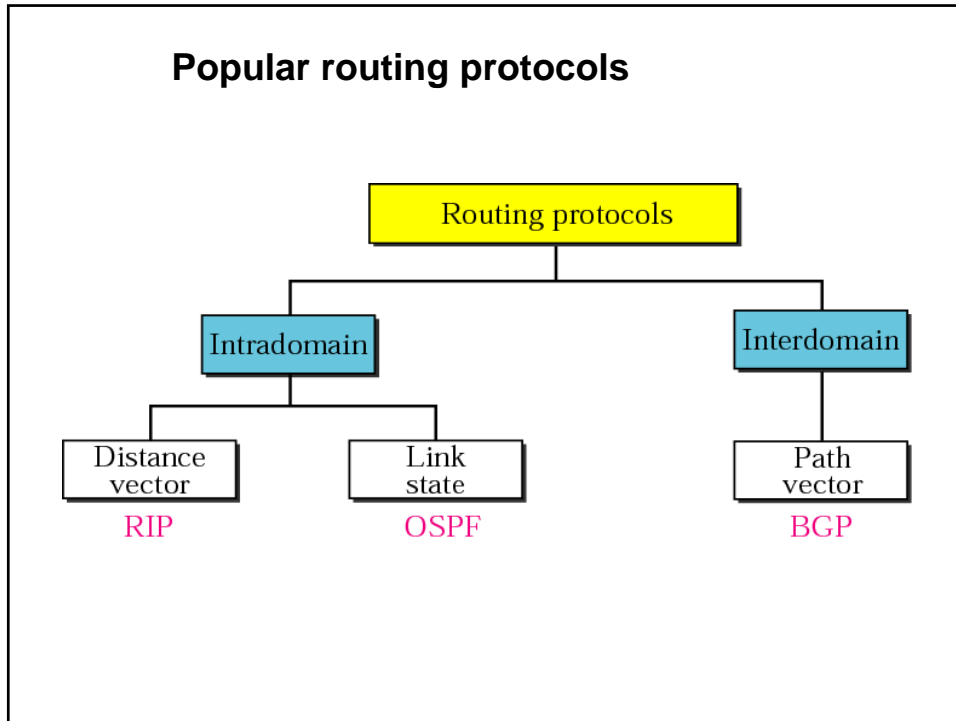 Popular routing protocols
Routing protocols
Intradomain
Interdomain
Distance
vector
Link
state
Path
vector
RIP
OSPF
BGP